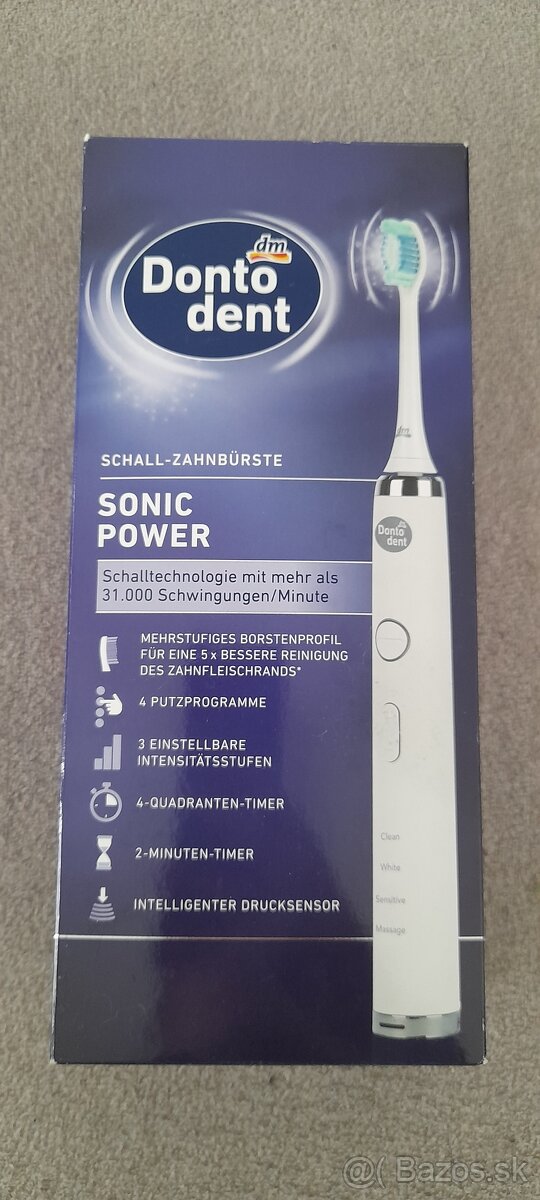 dm
Donto
dent
SCHALL-ZAHNBÜRSTE
SONIC
POWER
Schalltechnologie mit mehr als
31.000 Schwingungen/Minute
MEHRSTUFIGES BORSTENPROFIL
FÜR EINE 5 x BESSERE REINIGUNG
DES ZAHNFLEISCHRANDS*
4 PUTZPROGRAMME
3 EINSTELLBARE
INTENSITÄTSSTUFEN
4-QUADRANTEN-TIMER
2-MINUTEN-TIMER
INTELLIGENTER DRUCKSENSOR
dm
dm
Donto
dent
Clean
White
Sensitive
Massage
@( Bazos.sk